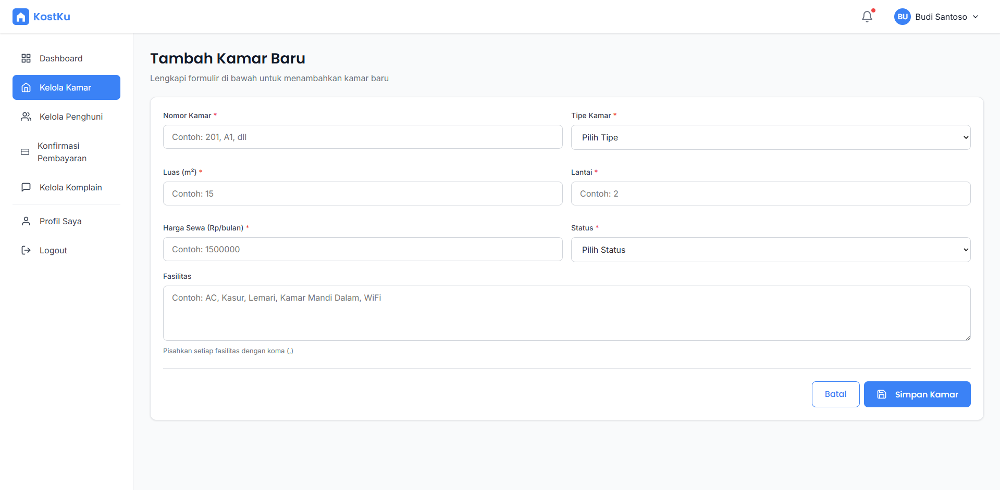 KostKu
BU Budi Santoso
Dashboard
Kelola Kamar
Kelola Penghuni
Konfirmasi
Pembayaran
Kelola Komplain
Profil Saya
Logout
Tambah Kamar Baru
Lengkapi formulir di bawah untuk menambahkan kamar baru
Nomor Kamar *
Contoh: 201, A1, dll
Tipe Kamar *
Pilih Tipe
Luas (m²) *
Contoh: 15
Lantai *
Contoh: 2
Harga Sewa (Rp/bulan) *
Contoh: 1500000
Status *
Pilih Status
Fasilitas
Contoh: AC, Kasur, Lemari, Kamar Mandi Dalam, WiFi
Pisahkan setiap fasilitas dengan koma (,)
Batal
Simpan Kamar